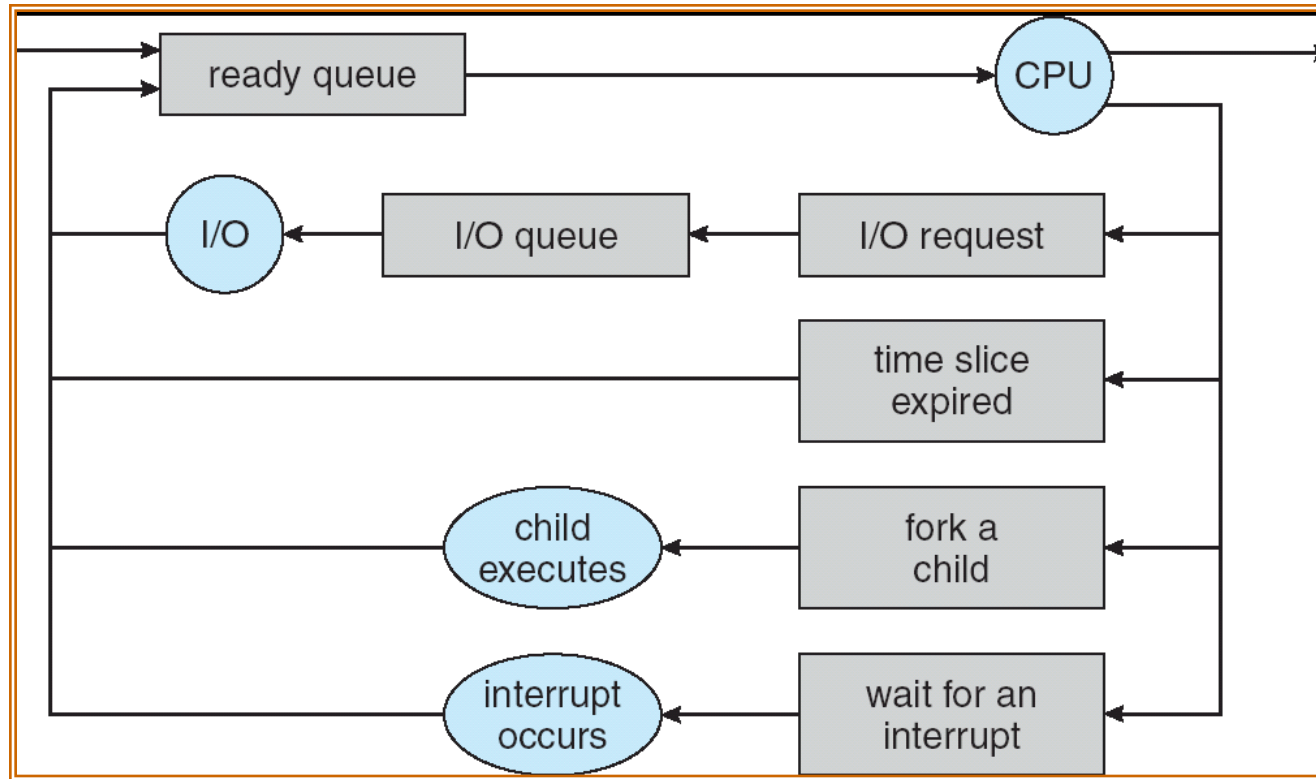 ready queue
CPU
I/O
I/O queue
I/O request
time slice
expired
child
executes
fork a
child
interrupt
occurs
wait for an
interrupt